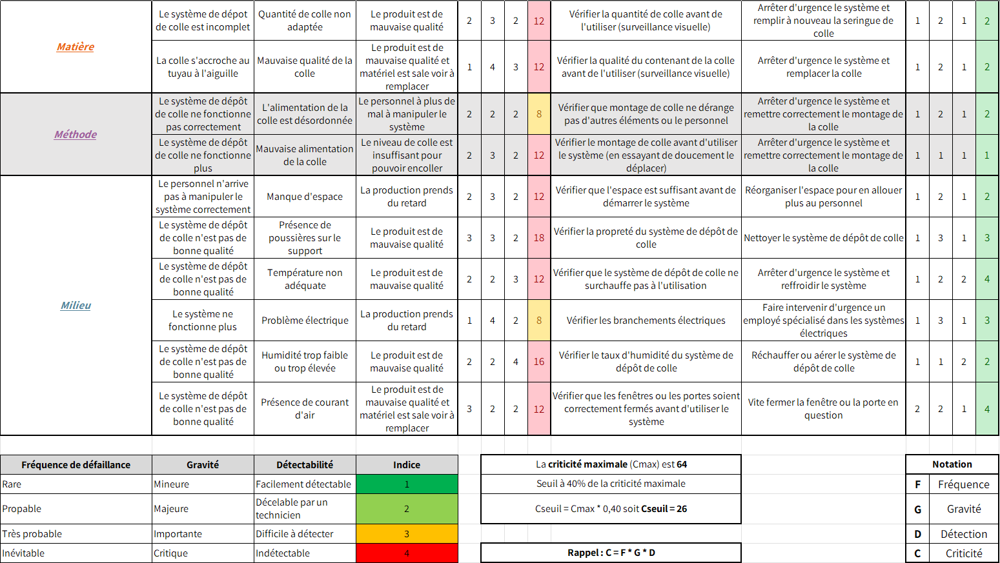 Matière
Le système de dépot
de colle est incomplet
Quantité de colle non
adaptée
Le produit est de
mauvaise qualité
2
3
2
12
Vérifier la quantité de colle avant de
l'utiliser (surveillance visuelle)
Arrêter d'urgence le système et
remplir à nouveau la seringue de
colle
1
2
1
2
La colle s'accroche au
tuyau à l'aiguille
Mauvaise qualité de la
colle
Le produit est de
mauvaise qualité et
matériel est sale voir à
remplacer
1
4
3
12
Vérifier la qualité du contenant de la colle
avant de l'utiliser (surveillance visuelle)
Arrêter d'urgence le système et
remplacer la colle
1
2
1
2
Méthode
Le système de dépôt
de colle ne fonctionne
pas correctement
L'alimentation de la
colle est désordonnée
Le personnel à plus de
mal à manipuler le
système
2
2
2
8
Vérifier que montage de colle ne dérange
pas d'autres éléments ou le personnel
Arrêter d'urgence le système et
remettre correctement le montage de
la colle
1
2
1
2
Le système de dépôt
de colle ne fonctionne
plus
Mauvaise alimentation
de la colle
Le niveau de colle est
insuffisant pour
pouvoir encoller
2
3
2
12
Vérifier le montage de colle avant d'utiliser
le système (en essayant de doucement le
déplacer)
Arrêter d'urgence le système et
remettre correctement le montage de
la colle
1
1
1
1
Milieu
Le personnel n'arrive
pas à manipuler le
système correctement
Manque d'espace
La production prends
du retard
2
3
2
12
Vérifier que l'espace est suffisant avant de
démarrer le système
Réorganiser l'espace pour en allouer
plus au personnel
1
2
1
2
Le système de dépôt
de colle n'est pas de
bonne qualité
Présence de
poussières sur le
support
Le produit est de
mauvaise qualité
3
3
2
18
Vérifier la propreté du système de dépôt de
colle
Nettoyer le système de dépôt de colle
1
3
1
3
Le système de dépôt
de colle n'est pas de
bonne qualité
Température non
adéquate
Le produit est de
mauvaise qualité
2
2
3
12
Vérifier que le système de dépôt de colle ne
surchauffe pas à l'utilisation
Arrêter d'urgence le système et
reffroidir le système
1
2
2
4
Le système ne
fonctionne plus
Problème électrique
La production prends
du retard
1
4
2
8
Vérifier les branchements électriques
Faire intervenir d'urgence un
employé spécialisé dans les systèmes
électriques
1
3
1
3
Le système de dépôt
de colle n'est pas de
bonne qualité
Humidité trop faible
ou trop élevée
Le produit est de
mauvaise qualité
2
2
4
16
Vérifier le taux d'humidité du système de
dépôt de colle
Réchauffer ou aérer le système de
dépôt de colle
1
1
2
2
Le système de dépôt
de colle n'est pas de
bonne qualité
Présence de courant
d'air
Le produit est de
mauvaise qualité et
matériel est sale voir à
remplacer
3
2
2
12
Vérifier que les fenêtres ou les portes soient
correctement fermés avant d'utiliser le
système
Vite fermer la fenêtre ou la porte en
question
2
2
1
4
Fréquence de défaillance
Gravité
Détectabilité
Indice
Rare
Mineure
Facilement détectable
1
Propable
Majeure
Décelable par un
technicien
2
Très probable
Importante
Difficile à détecter
3
Inévitable
Critique
Indétectable
4
La criticité maximale (Cmax) est 64
Seuil à 40% de la criticité maximale
Cseuil = Cmax * 0,40 soit Cseuil = 26
Rappel : C = F * G * D
Notation
F
Fréquence
G
Gravité
D
Détection
C
Criticité